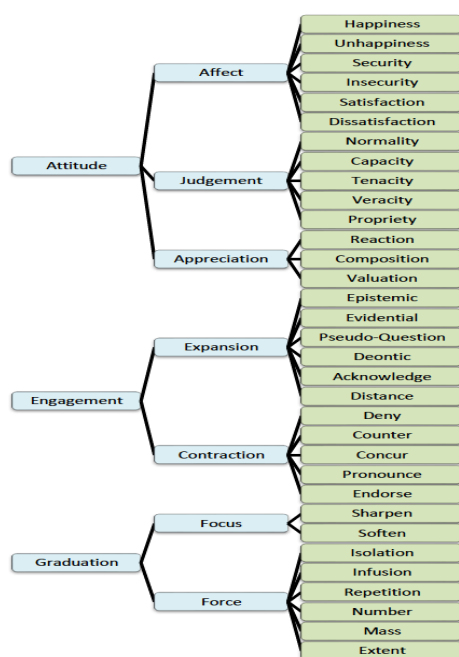 Attitude
Affect
Happiness
Unhappiness
Security
Insecurity
Satisfaction
Dissatisfaction
Judgement
Normality
Capacity
Tenacity
Veracity
Propriety
Appreciation
Reaction
Composition
Valuation
Engagement
Expansion
Epistemic
Evidential
Pseudo-Question
Deontic
Acknowledge
Distance
Contraction
Deny
Counter
Concur
Pronounce
Endorse
Graduation
Focus
Sharpen
Soften
Force
Isolation
Infusion
Repetition
Number
Mass
Extent